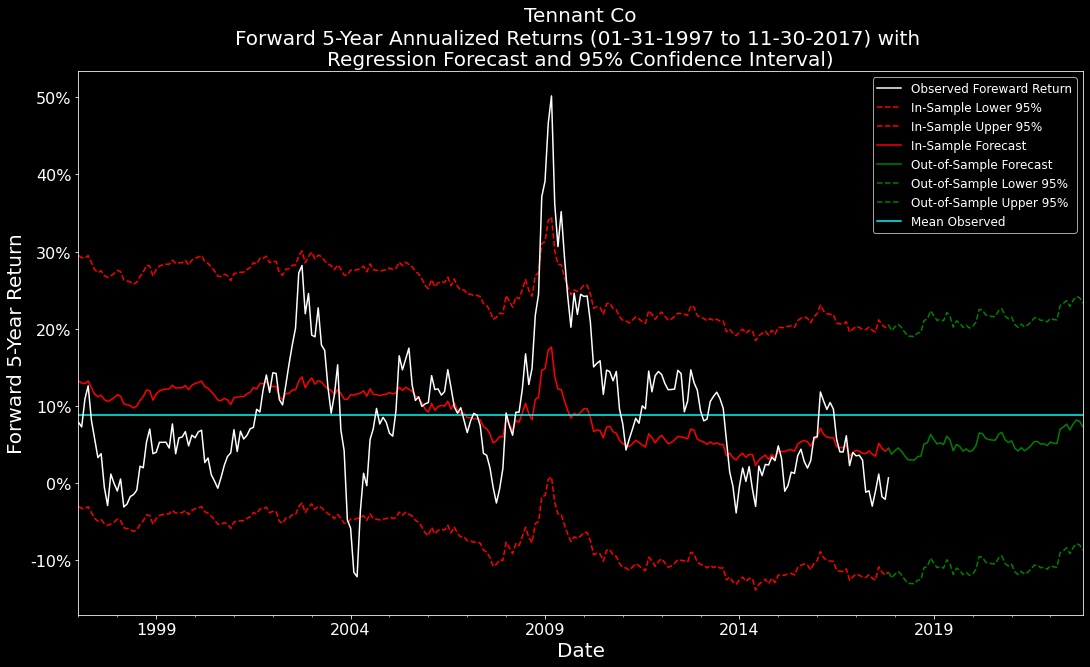 Tennant Co
Forward 5-Year Annualized Returns (01-31-1997 to 11-30-2017) with
Regression Forecast and 95% Confidence Interval)
Forward 5-Year Return
50%
40%
30%
20%
10%
0%
-10%
Observed Foreward Return
In-Sample Lower 95%
In-Sample Upper 95%
In-Sample Forecast
Out-of-Sample Forecast
Out-of-Sample Lower 95%
Out-of-Sample Upper 95%
Mean Observed
1999 2004 2009 2014 2019
Date